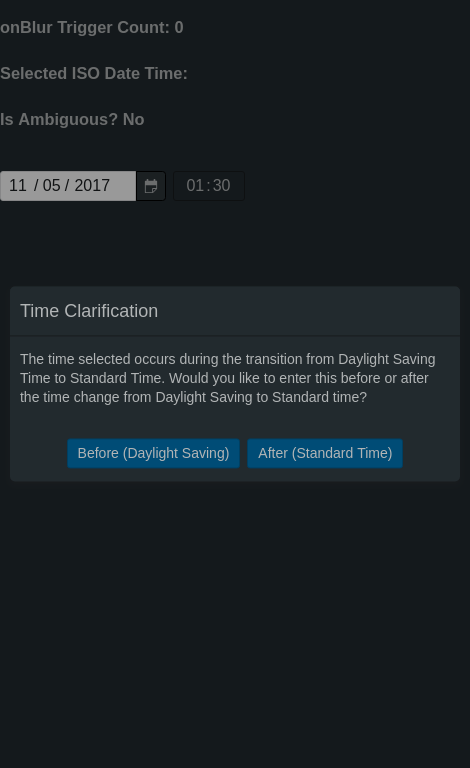 onBlur Trigger Count: 0
Selected ISO Date Time:
Is Ambiguous? No
11 / 05 / 2017 01:30
Time Clarification
The time selected occurs during the transition from Daylight Saving
Time to Standard Time. Would you like to enter this before or after
the time change from Daylight Saving to Standard time?
Before (Daylight Saving) After (Standard Time)